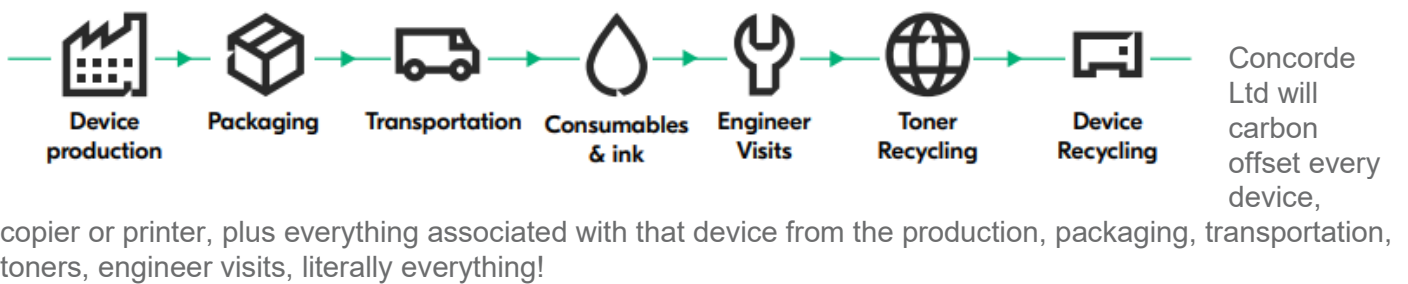 Device
production
Packaging
Transportation
Consumables
& ink
Engineer
Visits
Toner
Recycling
Device
Recycling
Concorde
Ltd will
carbon
offset every
device,
copier or printer, plus everything associated with that device from the production, packaging, transportation,
toners, engineer visits, literally everything!